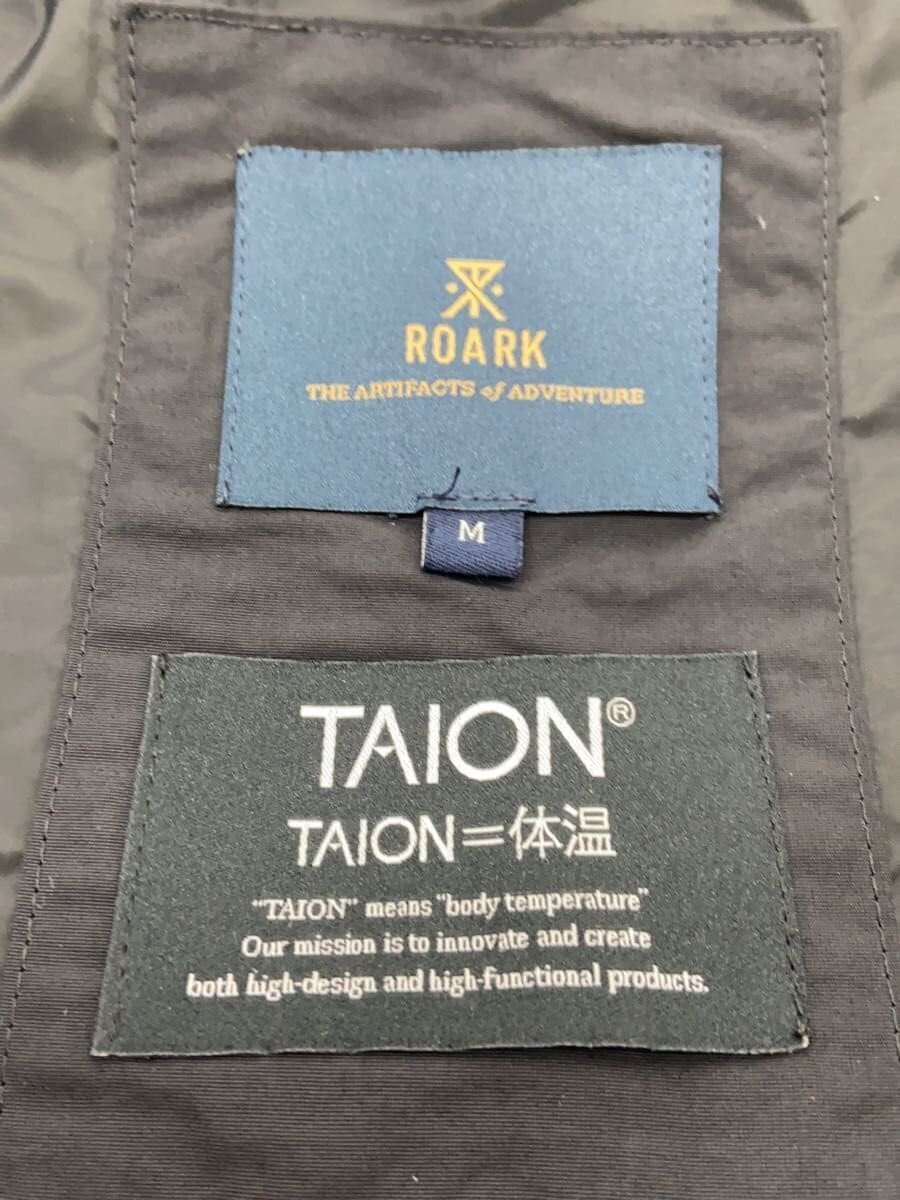 ROARK
THE ARTIFACTS of ADVENTURE
M
TAION®
TAION=体温
"TAION" means "body temperature"
Our mission is to innovate and create
both high-design and high-functional products.